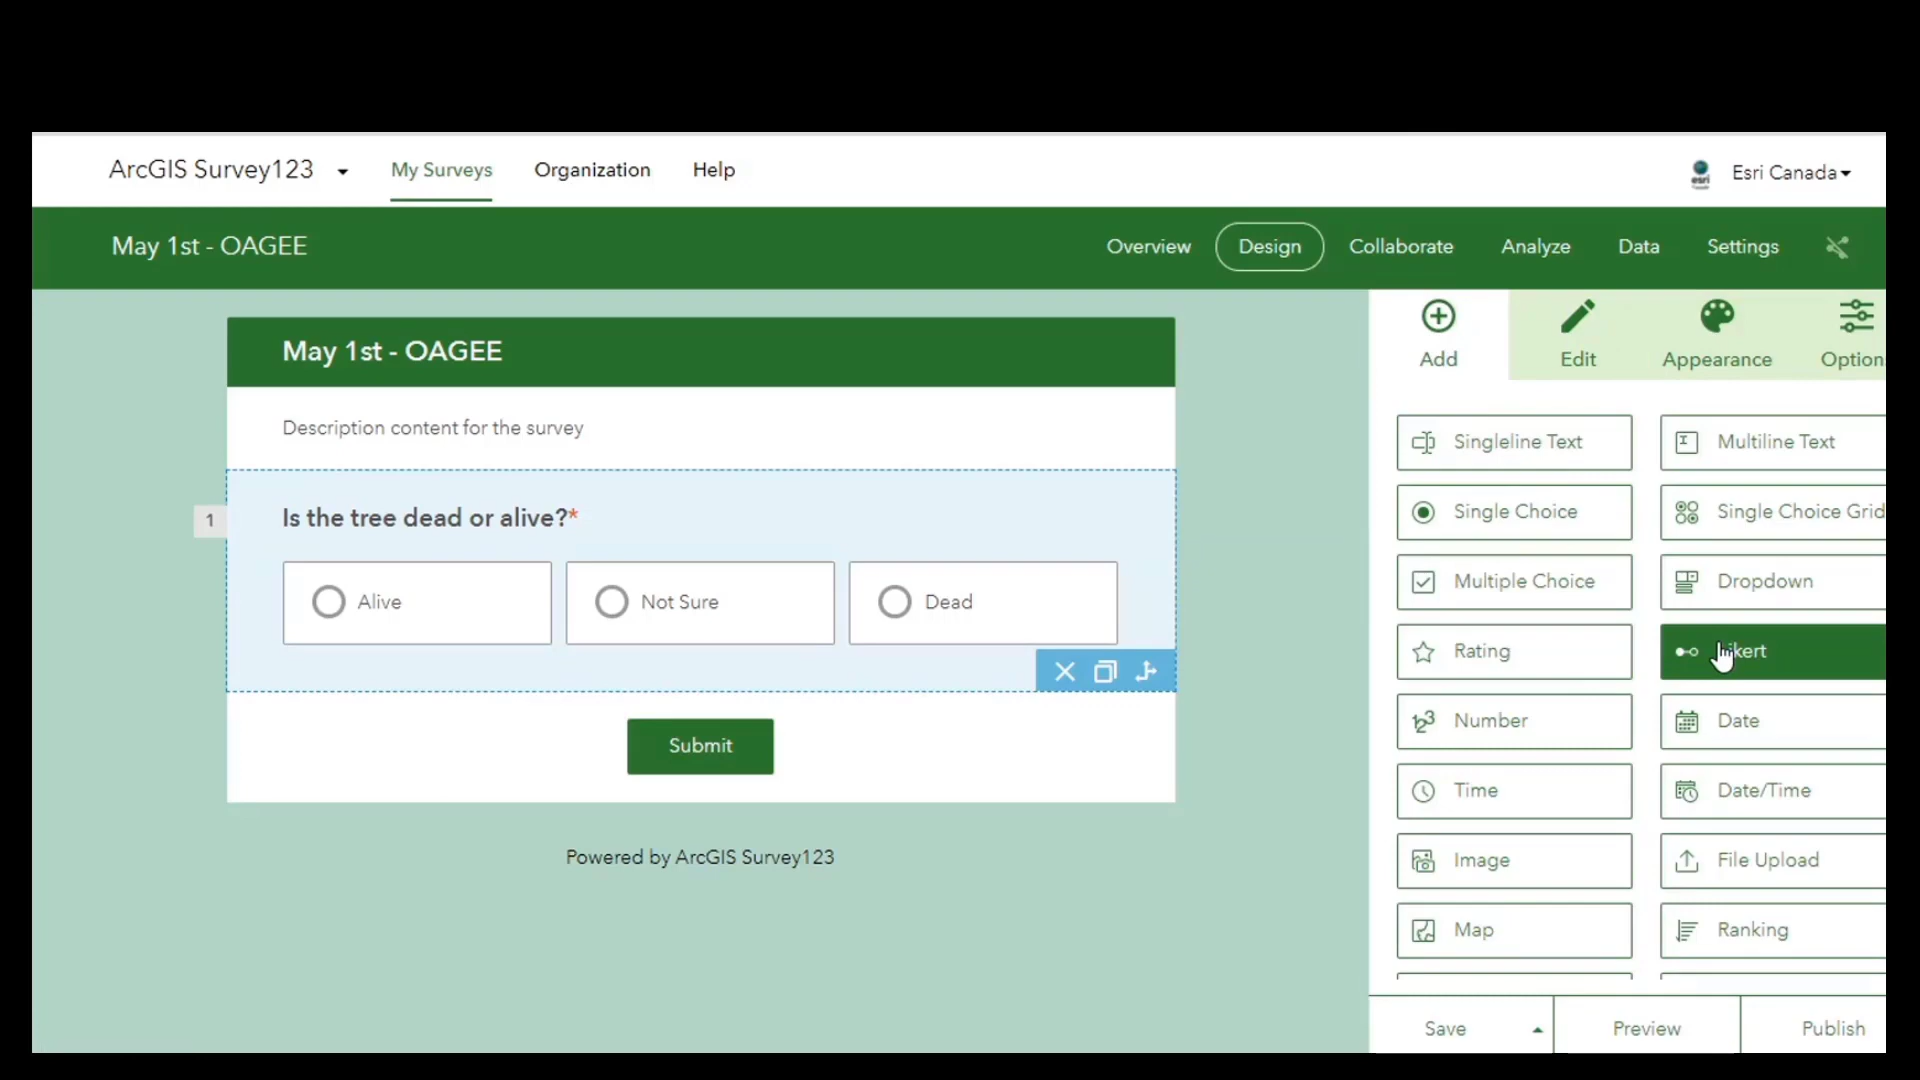 ArcGIS Survey123 My Surveys Organization Help
esri Esri Canada
May 1st - OAGEE
Overview Design Collaborate Analyze Data Settings
May 1st - OAGEE
Description content for the survey
1
Is the tree dead or alive?*
Alive Not Sure Dead
Submit
Powered by ArcGIS Survey123
Add Edit Appearance Option
Singleline Text Multiline Text
Single Choice Single Choice Grid
Multiple Choice Dropdown
Rating kert
Number Date
Time Date/Time
Image File Upload
Map Ranking
Save Preview Publish